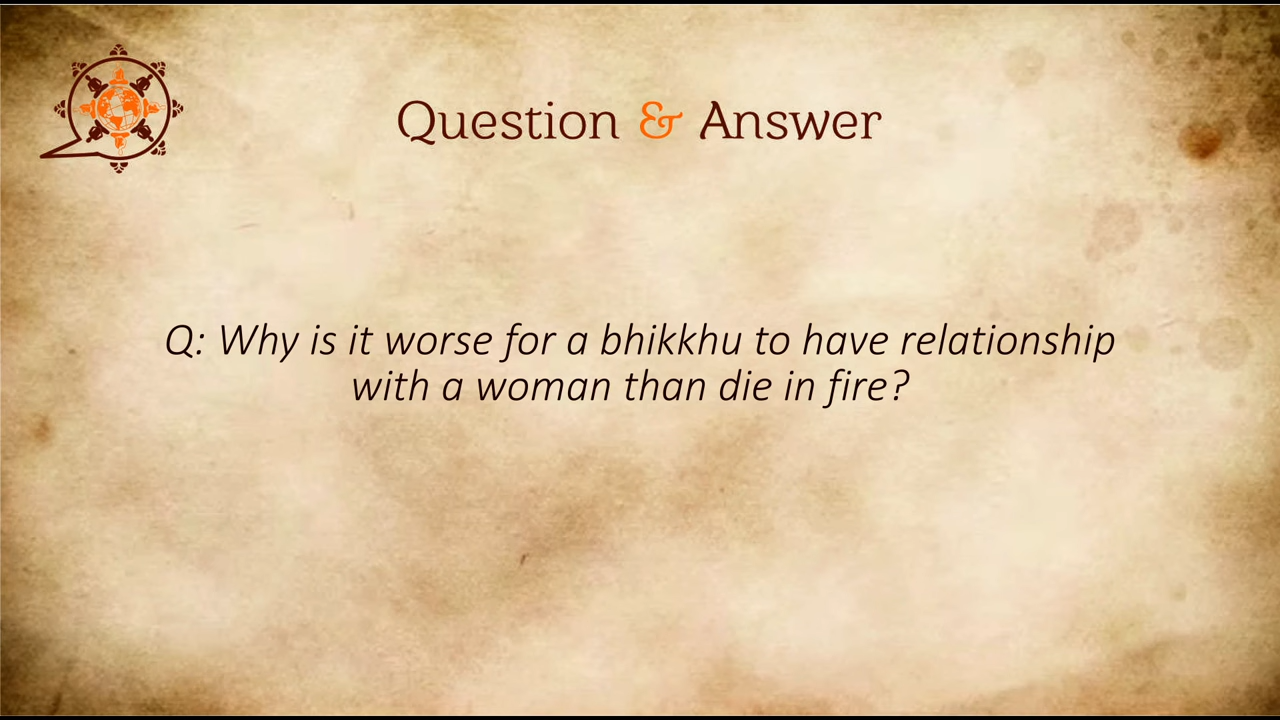 Question & Answer
Q: Why is it worse for a bhikkhu to have relationship
with a woman than die in fire?